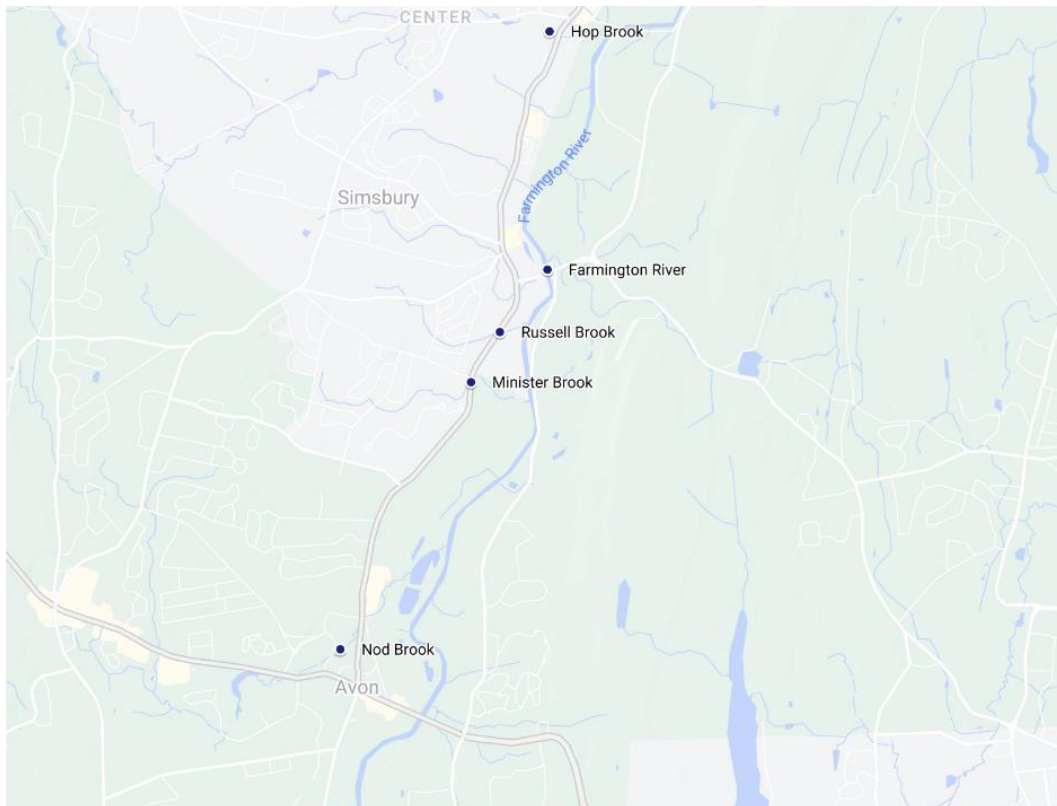 CENTER
Hop Brook
Farmington River
Simsbury
Farmington River
Russell Brook
Minister Brook
Nod Brook
Avon